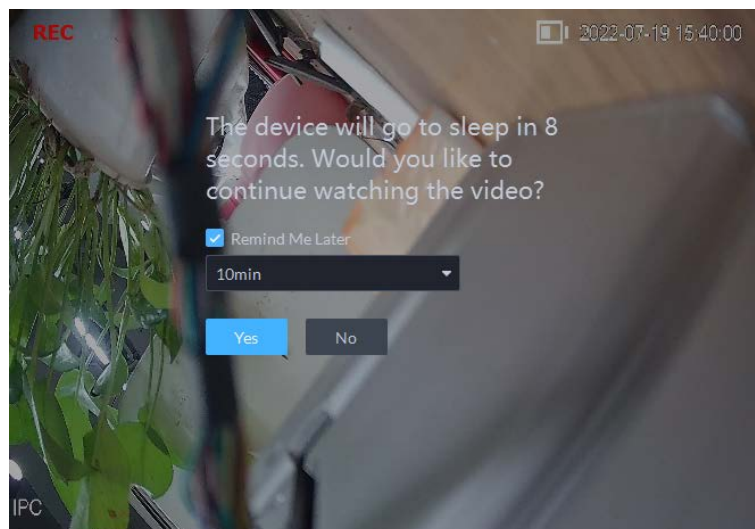 REC
2022-07-19 15:40:00
The device will go to sleep in 8
seconds. Would you like to
continue watching the video?
Remind Me Later
10min
Yes
No
IPC